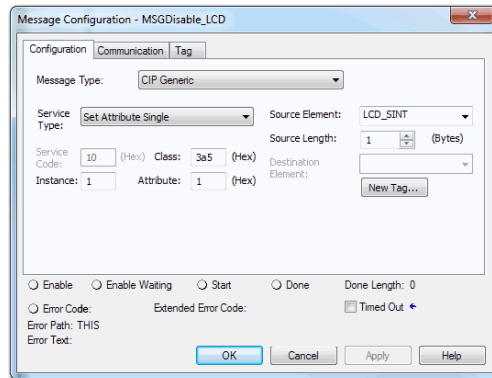 Message Configuration - MSGDisable_LCD
Configuration Communication Tag
Message Type: CIP Generic
Service Type: Set Attribute Single Source Element: LCD_SINT
Source Length: 1 (Bytes)
Service Code: 10 (Hex) Class: 3a5 (Hex) Destination Element:
Instance: 1 Attribute: 1 (Hex) New Tag...
Enable Enable Waiting Start Done Done Length: 0
Error Code: Extended Error Code: Timed Out
Error Path: THIS
Error Text:
OK Cancel Apply Help